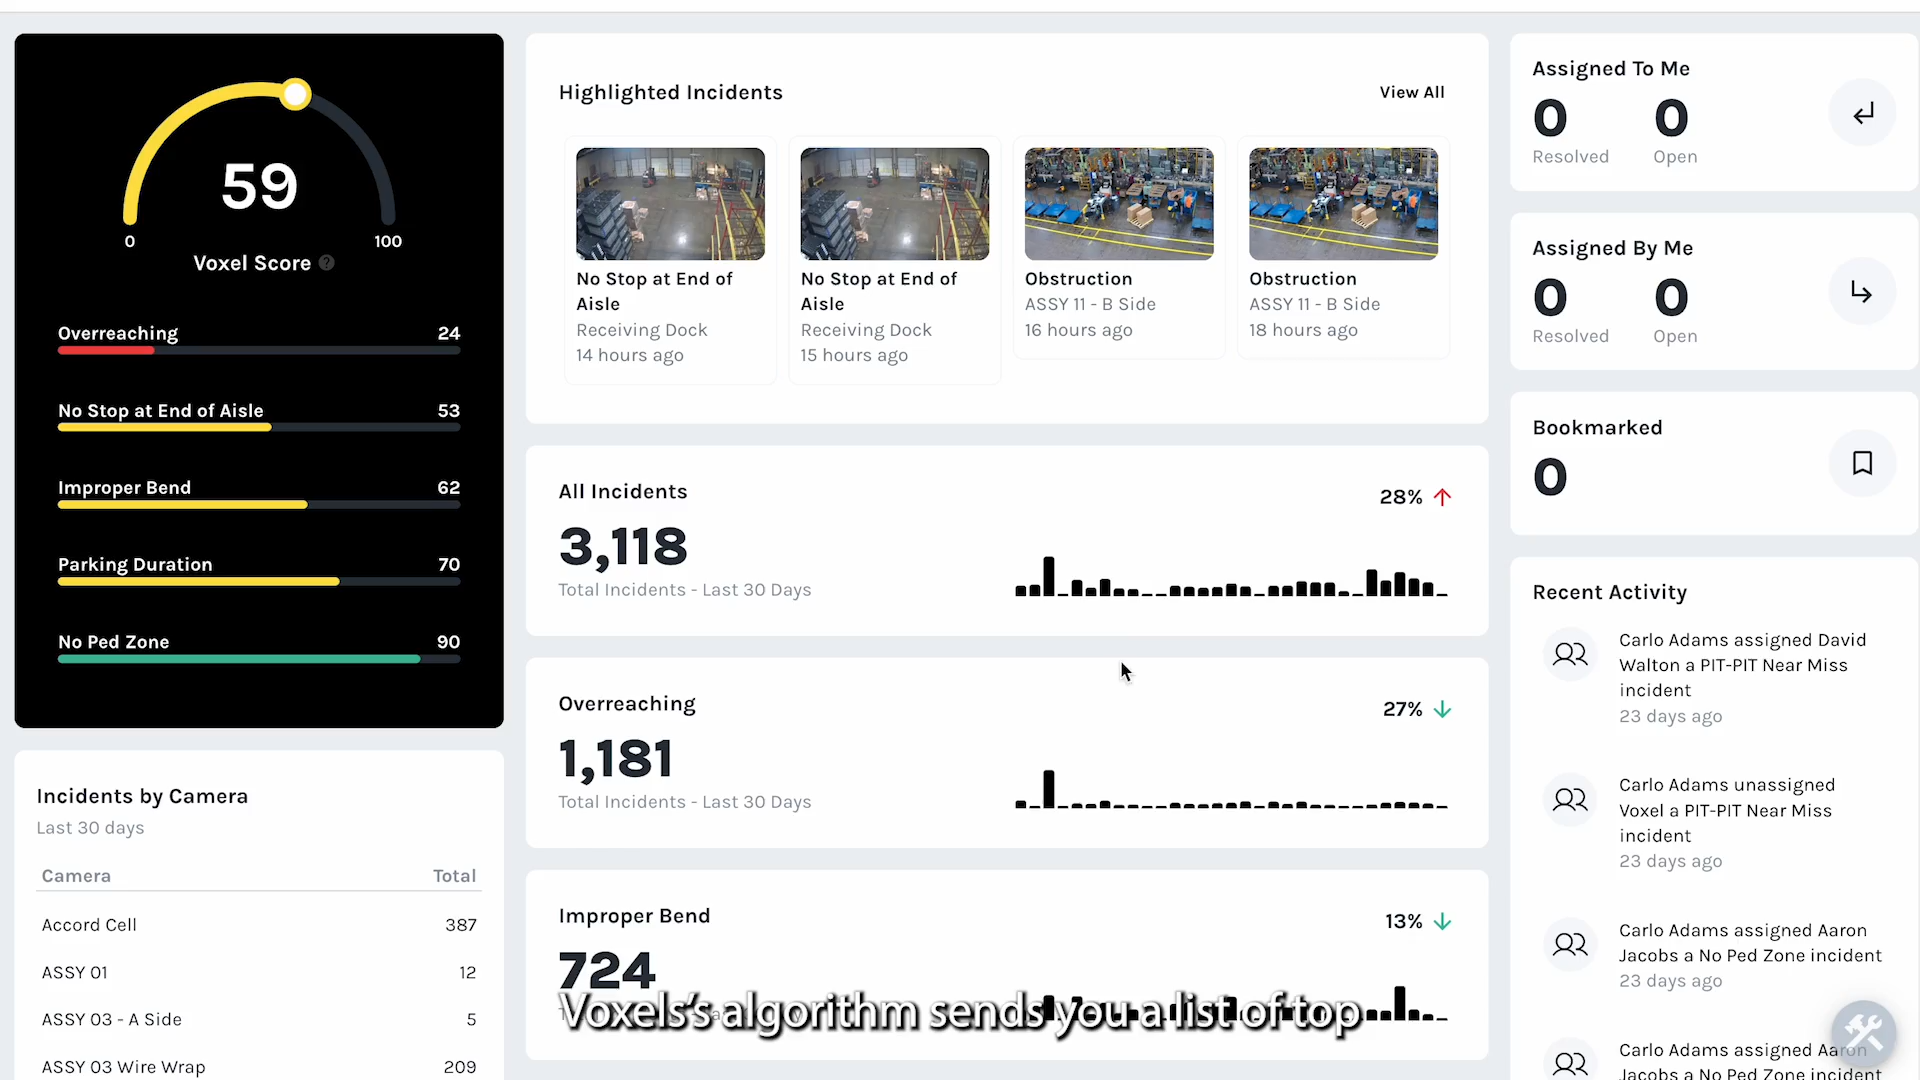 59
0
100
Voxel Score ?
Overreaching 24
No Stop at End of Aisle 53
Improper Bend 62
Parking Duration 70
No Ped Zone 90
Incidents by Camera
Last 30 days
Camera Total
Accord Cell 387
ASSY 01 12
ASSY 03 - A Side 5
ASSY 03 Wire Wrap 209
Highlighted Incidents
View All
No Stop at End of
Aisle
Receiving Dock
14 hours ago
No Stop at End of
Aisle
Receiving Dock
15 hours ago
Obstruction
ASSY 11 - B Side
16 hours ago
Obstruction
ASSY 11 - B Side
18 hours ago
All Incidents
28%
3,118
Total Incidents - Last 30 Days
Overreaching
27%
1,181
Total Incidents - Last 30 Days
Improper Bend
13%
724
Voxels's algorithm sends you a list of top
Assigned To Me
0 0
Resolved Open
Assigned By Me
0 0
Resolved Open
Bookmarked
0
Recent Activity
Carlo Adams assigned David
Walton a PIT-PIT Near Miss
incident
23 days ago
Carlo Adams unassigned
Voxel a PIT-PIT Near Miss
incident
23 days ago
Carlo Adams assigned Aaron
Jacobs a No Ped Zone incident
23 days ago
Carlo Adams assigned Aaron
Jacobs a No Ped Zone incident